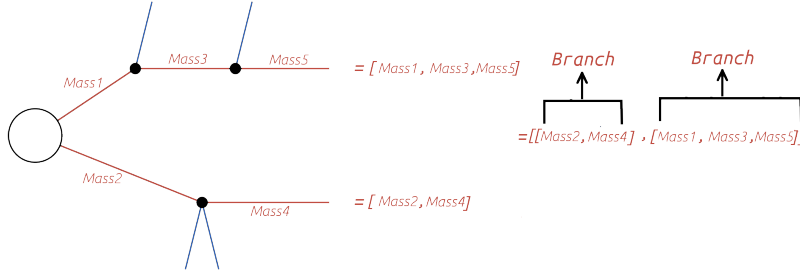 Mass1
Mass3
Mass5
= [ Mass1, Mass3,Mass5]
Branch
Branch
=[[Mass2,Mass4] ,[Mass1, Mass3,Mass5]]
Mass2
Mass4
= [ Mass2,Mass4]